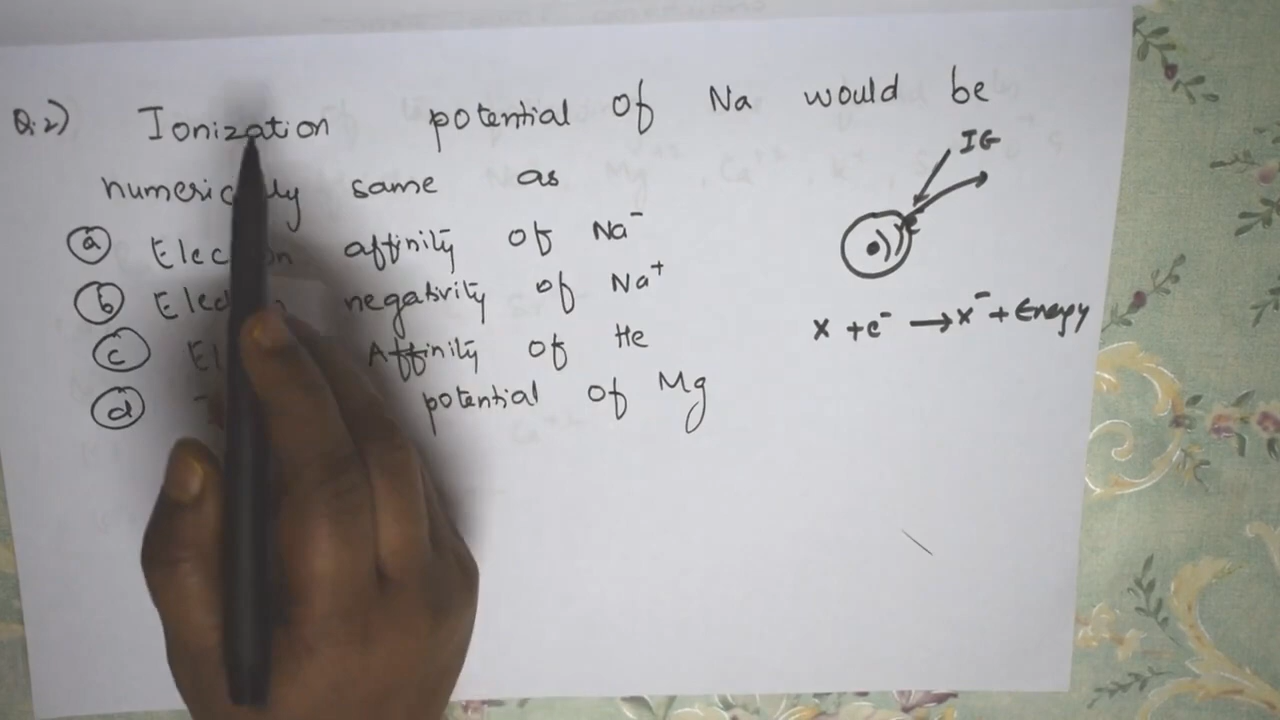 Q.2) Ionization potential of Na would be
same as
ⓐ affinity of Na⁻
ⓑ negativity of Na⁺
ⓒ Affinity of He
ⓓ potential of Mg
IE
e⁻
X + e⁻ → X⁻ + Energy